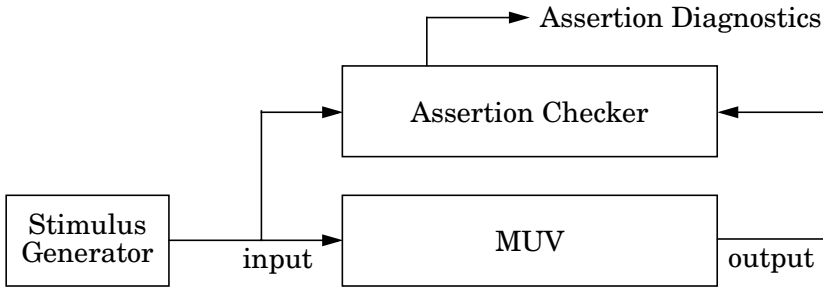 Assertion Diagnostics
Assertion Checker
Stimulus
Generator
input
MUV
output